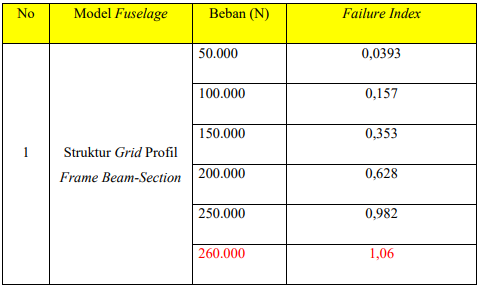 No Model Fuselage Beban (N) Failure Index
50.000 0,0393
100.000 0,157
150.000 0,353
1 Struktur Grid Profil
Frame Beam-Section
200.000 0,628
250.000 0,982
260.000 1,06